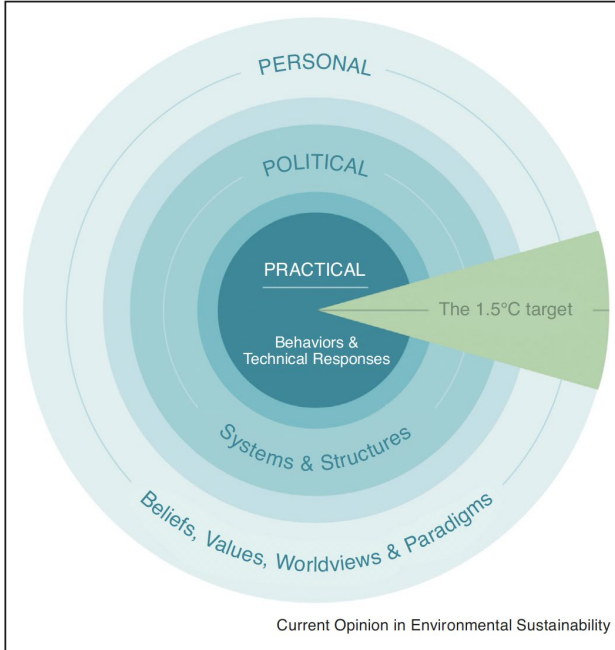 PERSONAL
POLITICAL
PRACTICAL
The 1.5°C target
Behaviors &
Technical Responses
Systems & Structures
Beliefs, Values, Worldviews & Paradigms
Current Opinion in Environmental Sustainability